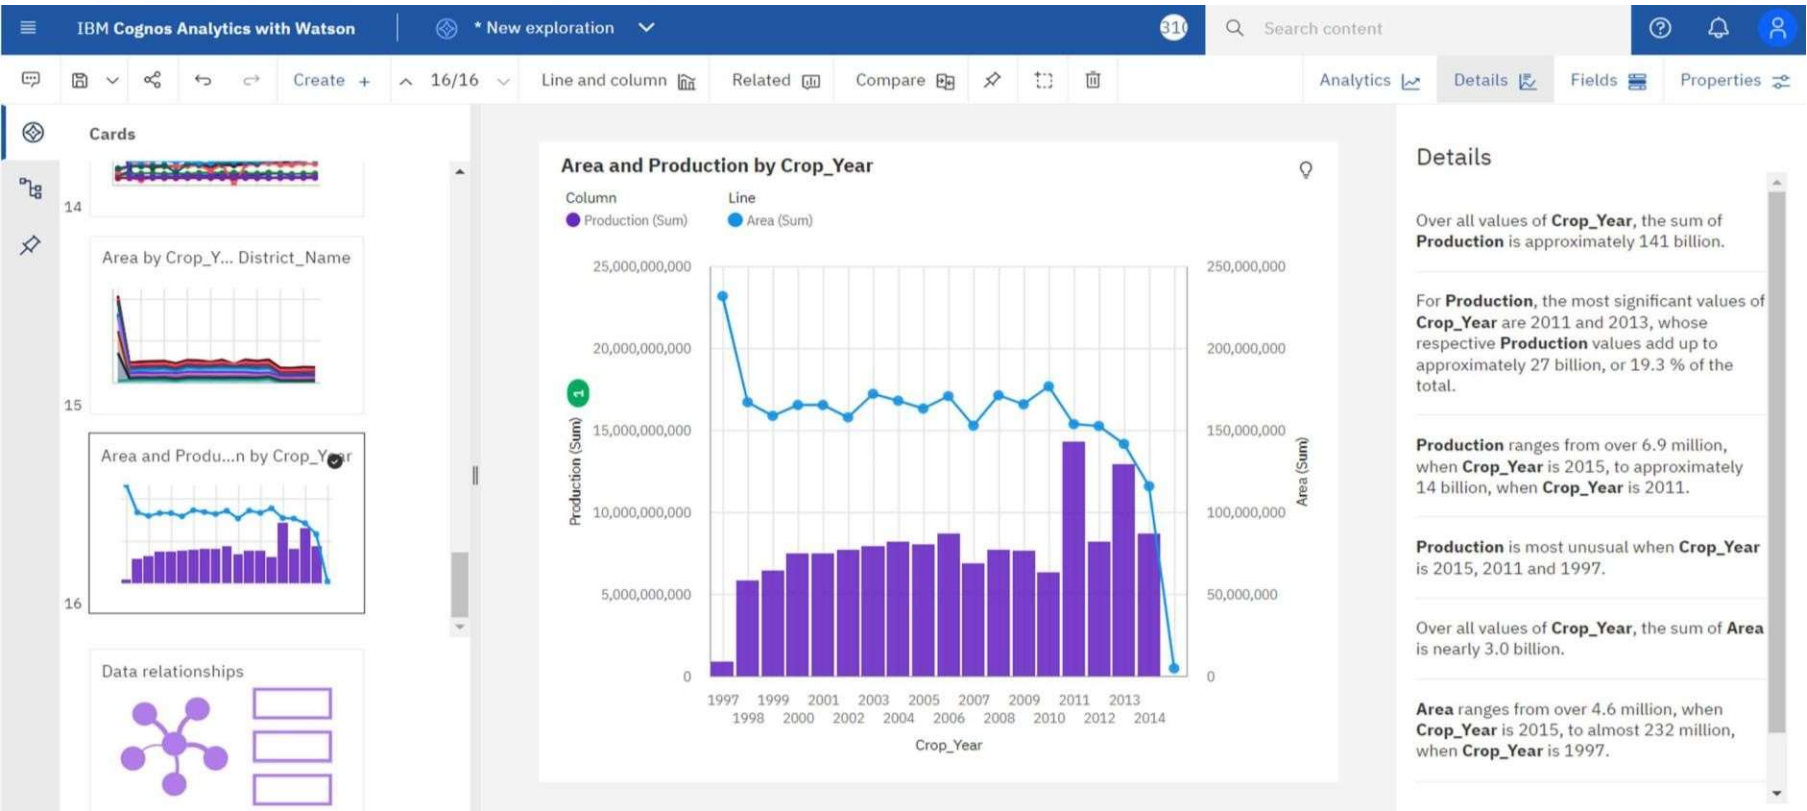 IBM Cognos Analytics with Watson
* New exploration
310
Search content
Create +
16/16
Line and column
Related
Compare
Analytics
Details
Fields
Properties
Cards
14
Area by Crop_Y... District_Name
15
Area and Produ...n by Crop_Year
16
Data relationships
Area and Production by Crop_Year
Column
Line
Production (Sum)
Area (Sum)
25,000,000,000
20,000,000,000
15,000,000,000
10,000,000,000
5,000,000,000
0
1
Production (Sum)
250,000,000
200,000,000
150,000,000
100,000,000
50,000,000
0
Area (Sum)
1997 1999 2001 2003 2005 2007 2009 2011 2013
1998 2000 2002 2004 2006 2008 2010 2012 2014
Crop_Year
Details
Over all values of Crop_Year, the sum of
Production is approximately 141 billion.
For Production, the most significant values of
Crop_Year are 2011 and 2013, whose
respective Production values add up to
approximately 27 billion, or 19.3 % of the
total.
Production ranges from over 6.9 million,
when Crop_Year is 2015, to approximately
14 billion, when Crop_Year is 2011.
Production is most unusual when Crop_Year
is 2015, 2011 and 1997.
Over all values of Crop_Year, the sum of Area
is nearly 3.0 billion.
Area ranges from over 4.6 million, when
Crop_Year is 2015, to almost 232 million,
when Crop_Year is 1997.